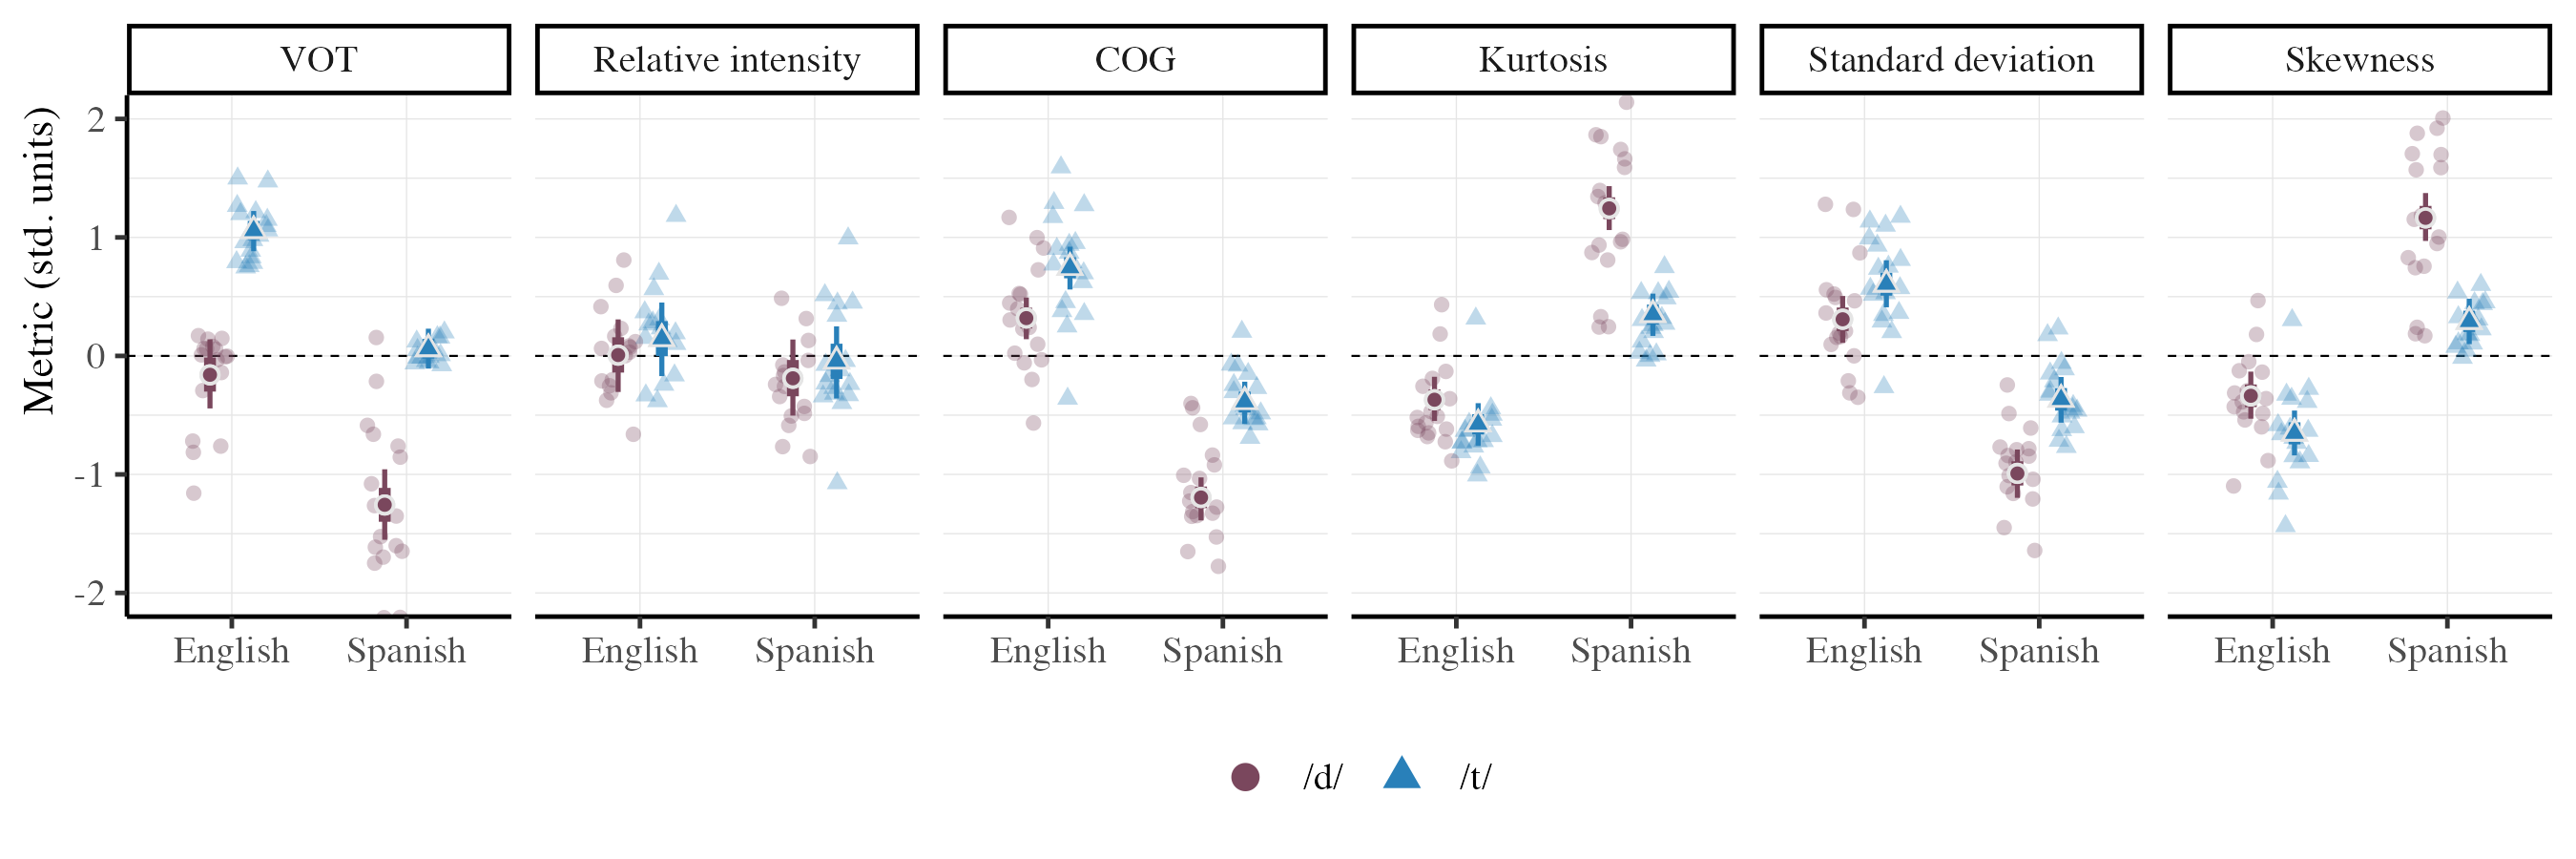 VOT Relative intensity COG Kurtosis Standard deviation Skewness
Metric (std. units)
2
1
0
-1
-2
English Spanish English Spanish English Spanish English Spanish English Spanish English Spanish
/d/ /t/